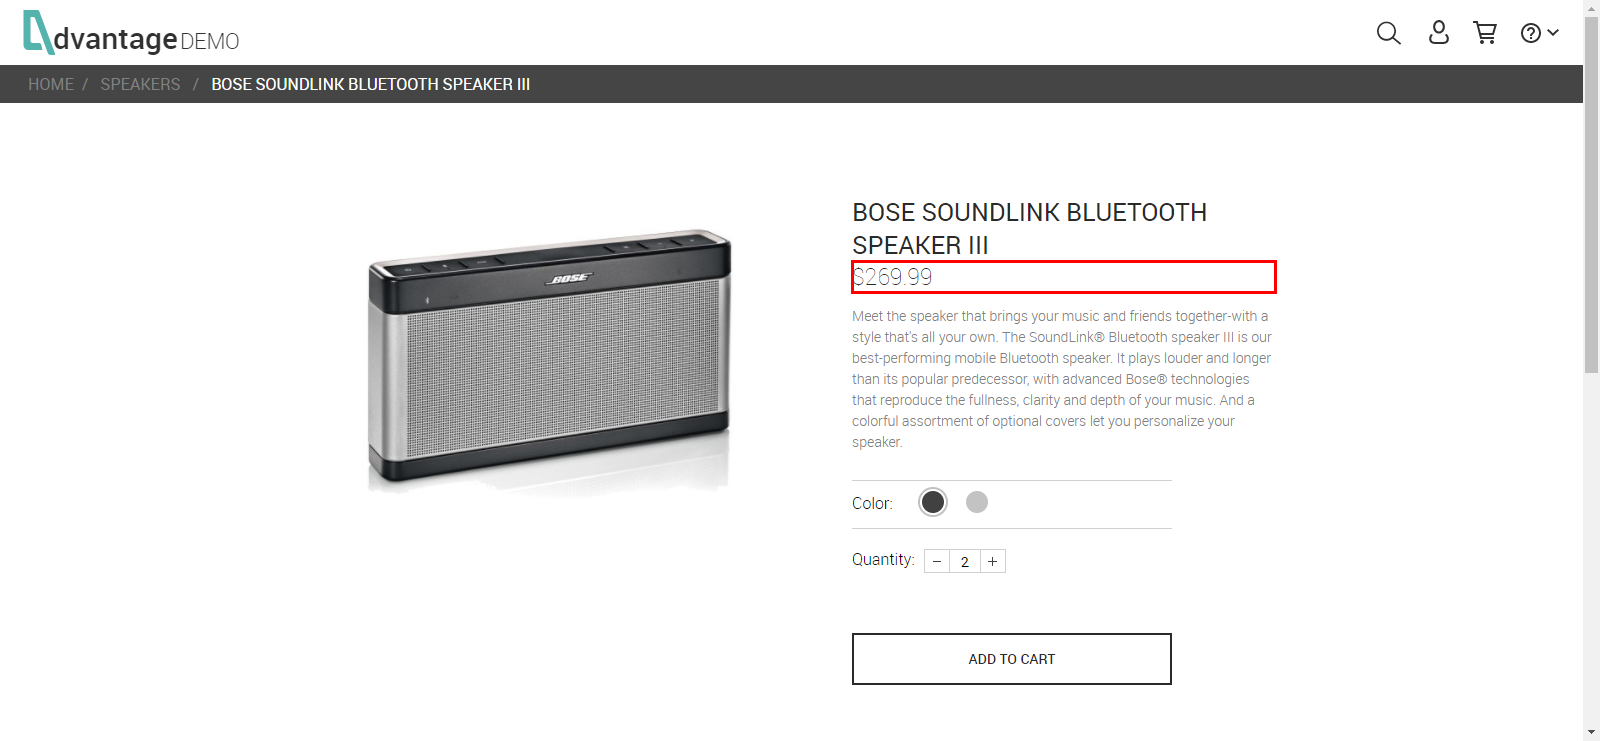 dvantage DEMO
HOME / SPEAKERS / BOSE SOUNDLINK BLUETOOTH SPEAKER III
BOSE
BOSE SOUNDLINK BLUETOOTH
SPEAKER III
$269.99
Meet the speaker that brings your music and friends together-with a
style that's all your own. The SoundLink® Bluetooth speaker III is our
best-performing mobile Bluetooth speaker. It plays louder and longer
than its popular predecessor, with advanced Bose® technologies
that reproduce the fullness, clarity and depth of your music. And a
colorful assortment of optional covers let you personalize your
speaker.
Color:
Quantity: − 2 +
ADD TO CART